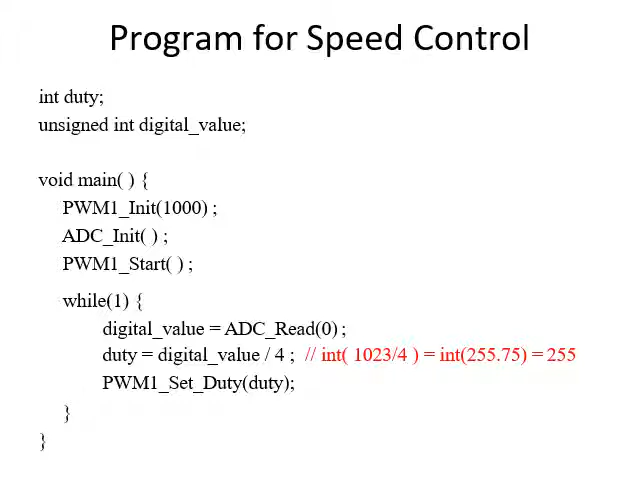 Program for Speed Control
int duty;
unsigned int digital_value;
void main( ) {
PWM1_Init(1000) ;
ADC_Init( ) ;
PWM1_Start( ) ;
while(1) {
digital_value = ADC_Read(0) ;
duty = digital_value / 4 ;  // int( 1023/4 ) = int(255.75) = 255
PWM1_Set_Duty(duty);
}
}